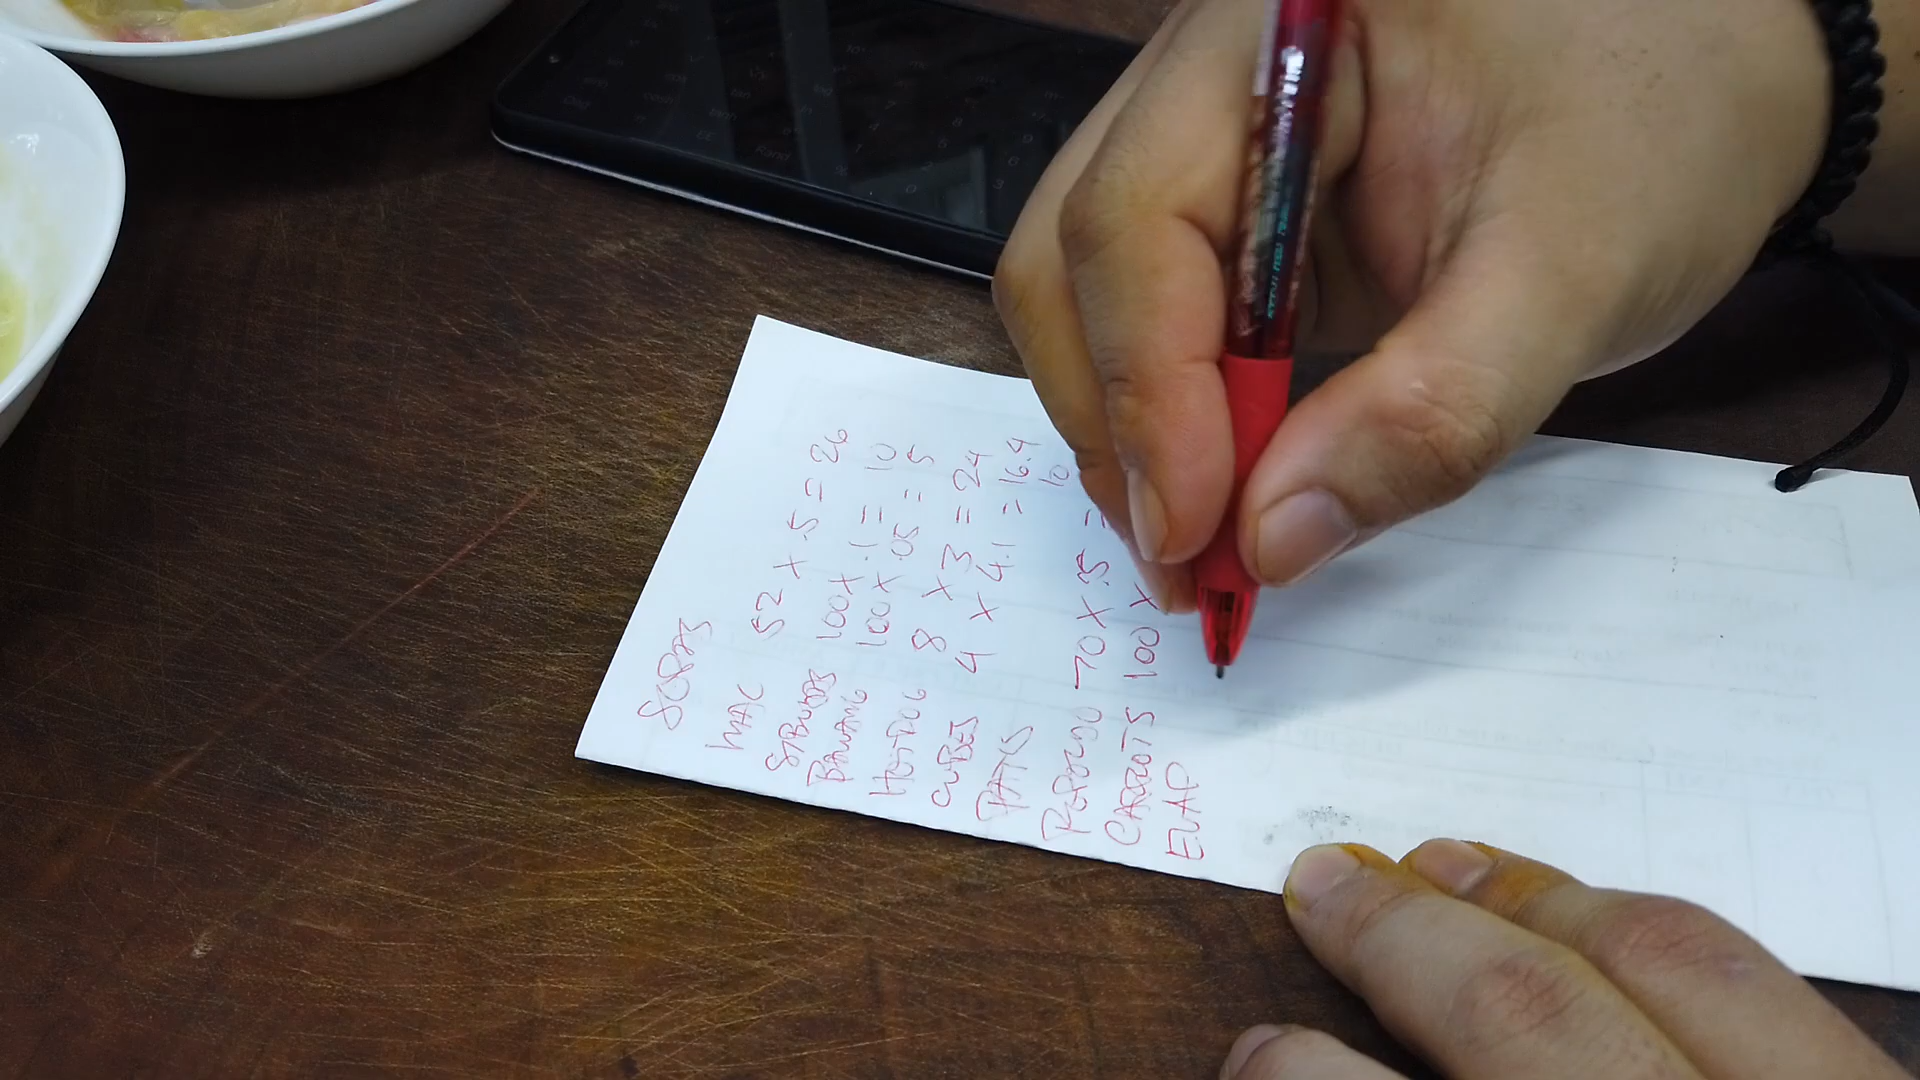 SOPAS
MAC 52 x .5 = 26
SIBUYAS 100 x .1 = 10
BAWANG 100 x .05 = 5
HOTDOG 8 x 3 = 24
CUBES 4 x 4.1 = 16.4
PATIS 10
REPOLYO 70 x .5 =
CARROTS 100 x
EVAP